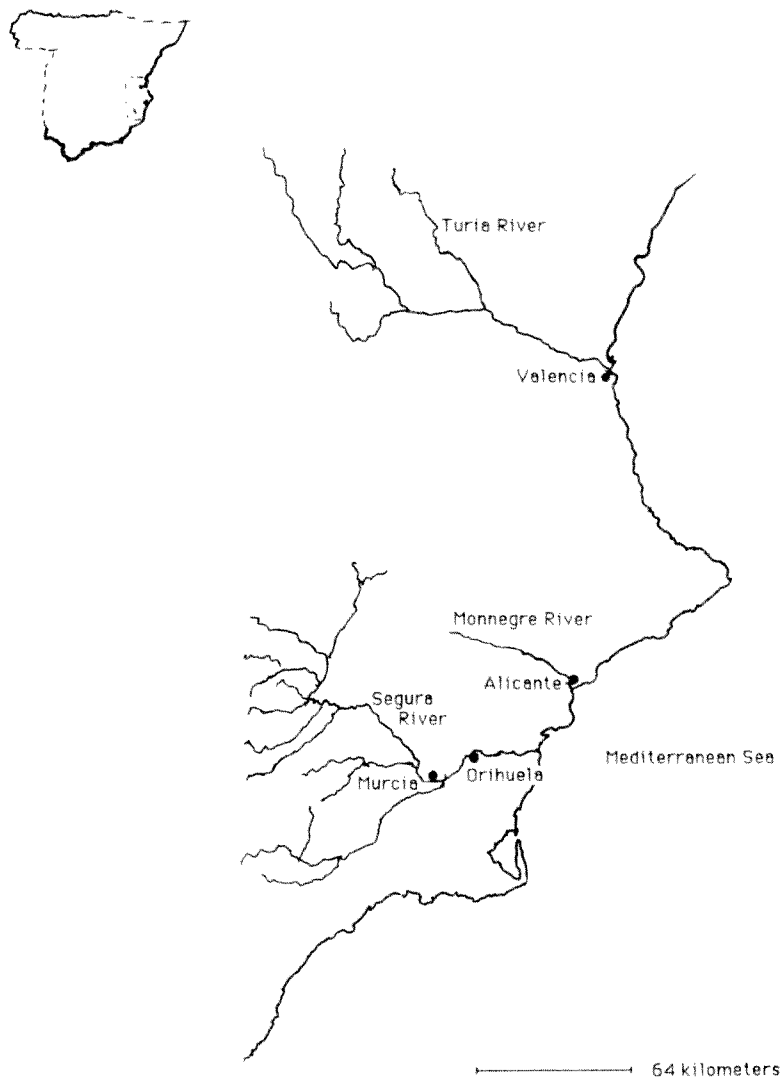 Turia River
Valencia
Monnegre River
Alicante
Segura
River
Mediterranean Sea
Murcia
Orihuela
64 kilometers